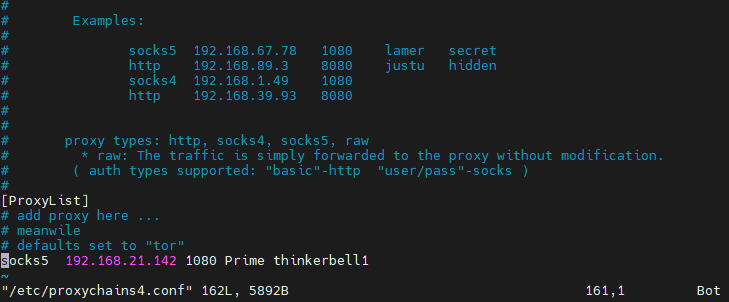 #
#        Examples:
#
#               socks5  192.168.67.78   1080    lamer   secret
#               http    192.168.89.3    8080    justu   hidden
#               socks4  192.168.1.49    1080
#               http    192.168.39.93   8080
#
#
#       proxy types: http, socks4, socks5, raw
#         * raw: The traffic is simply forwarded to the proxy without modification.
#        ( auth types supported: "basic"-http  "user/pass"-socks )
#
[ProxyList]
# add proxy here ...
# meanwile
# defaults set to "tor"
socks5  192.168.21.142 1080 Prime thinkerbell1
~
"/etc/proxychains4.conf" 162L, 5892B                                     161,1         Bot